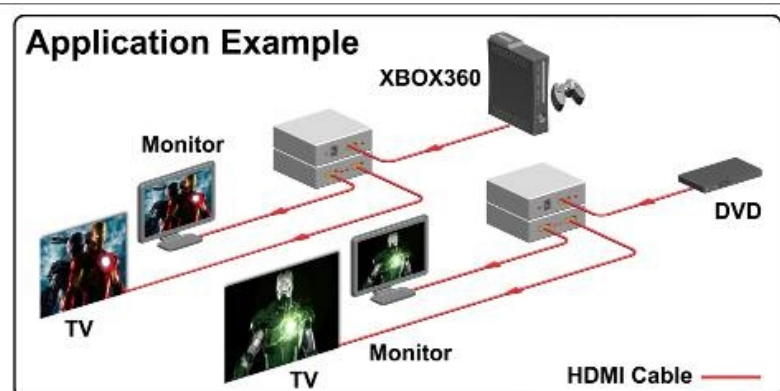 Application Example
XBOX360
Monitor
DVD
TV
Monitor
TV
HDMI Cable